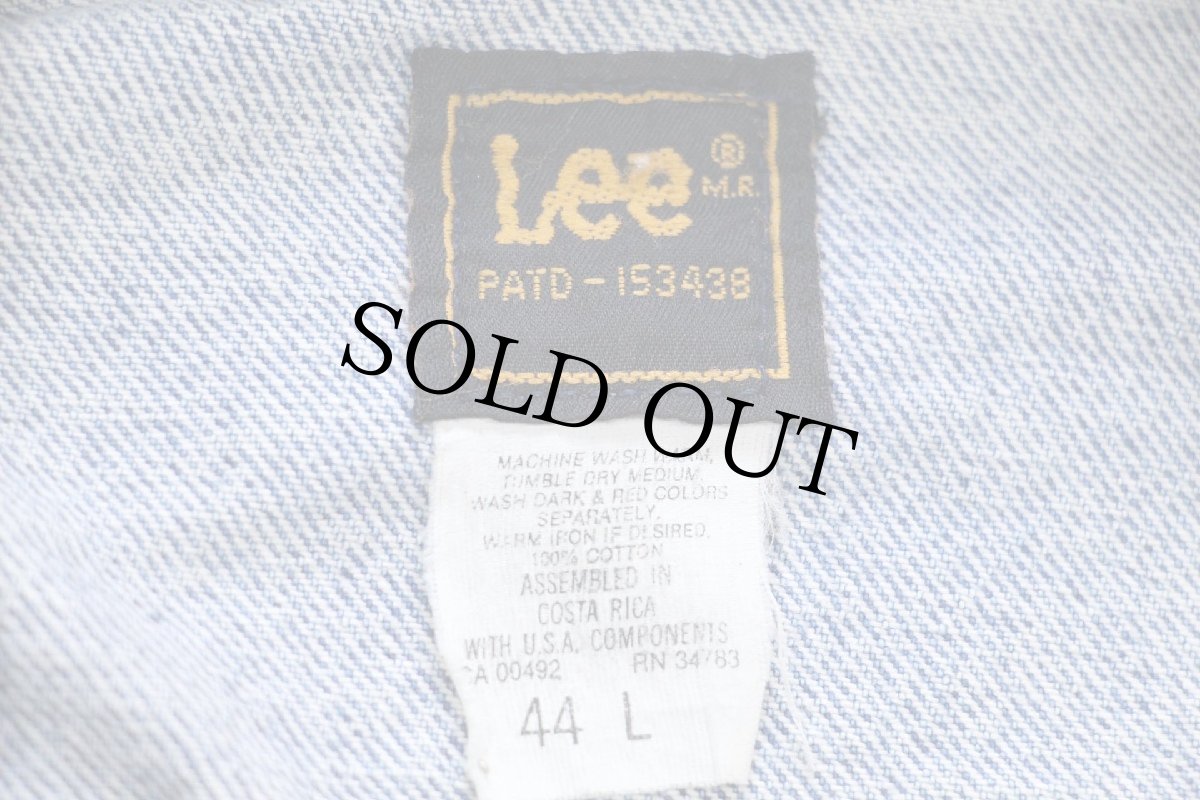 Lee ®
M.R.
PATD-153438
SOLD OUT
MACHINE WASH WARM,
TUMBLE DRY MEDIUM,
WASH DARK & RED COLORS
SEPARATELY,
WARM IRON IF DESIRED.
100% COTTON
ASSEMBLED IN
COSTA RICA
WITH U.S.A. COMPONENTS
CA 00492 RN 34783
44 L